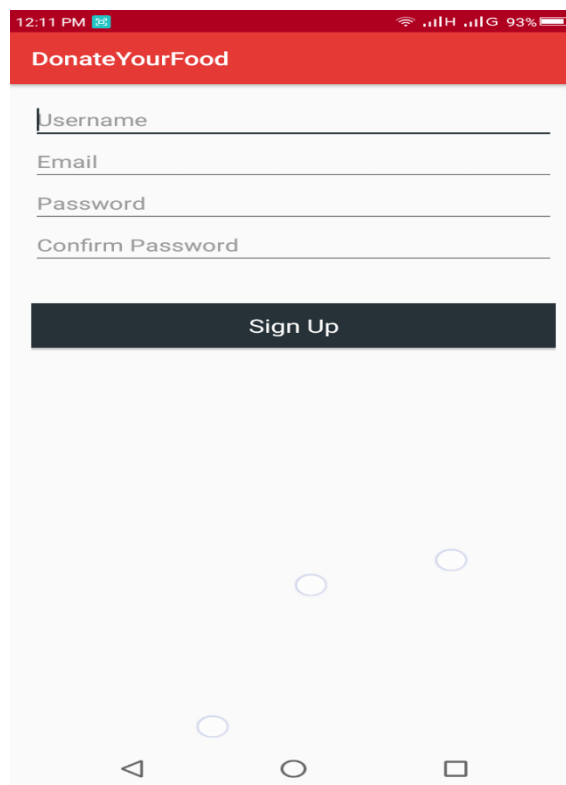 12:11 PM H G 93%
DonateYourFood
Username
Email
Password
Confirm Password
Sign Up